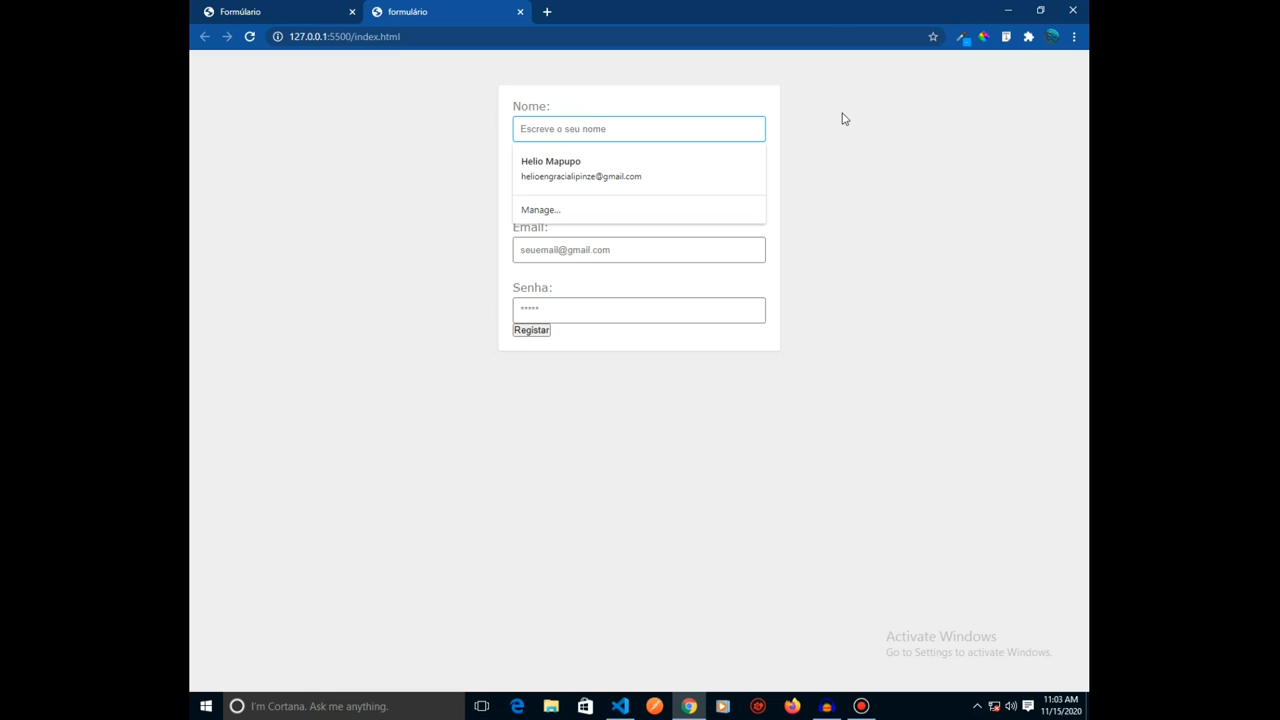 Formúlario
formulário
127.0.0.1:5500/index.html
Nome:
Escreve o seu nome
Helio Mapupo
helioengracialipinze@gmail.com
Manage...
Email:
seuemail@gmail.com
Senha:
*****
Registar
Activate Windows
Go to Settings to activate Windows.
I'm Cortana. Ask me anything.
11:03 AM
11/15/2020